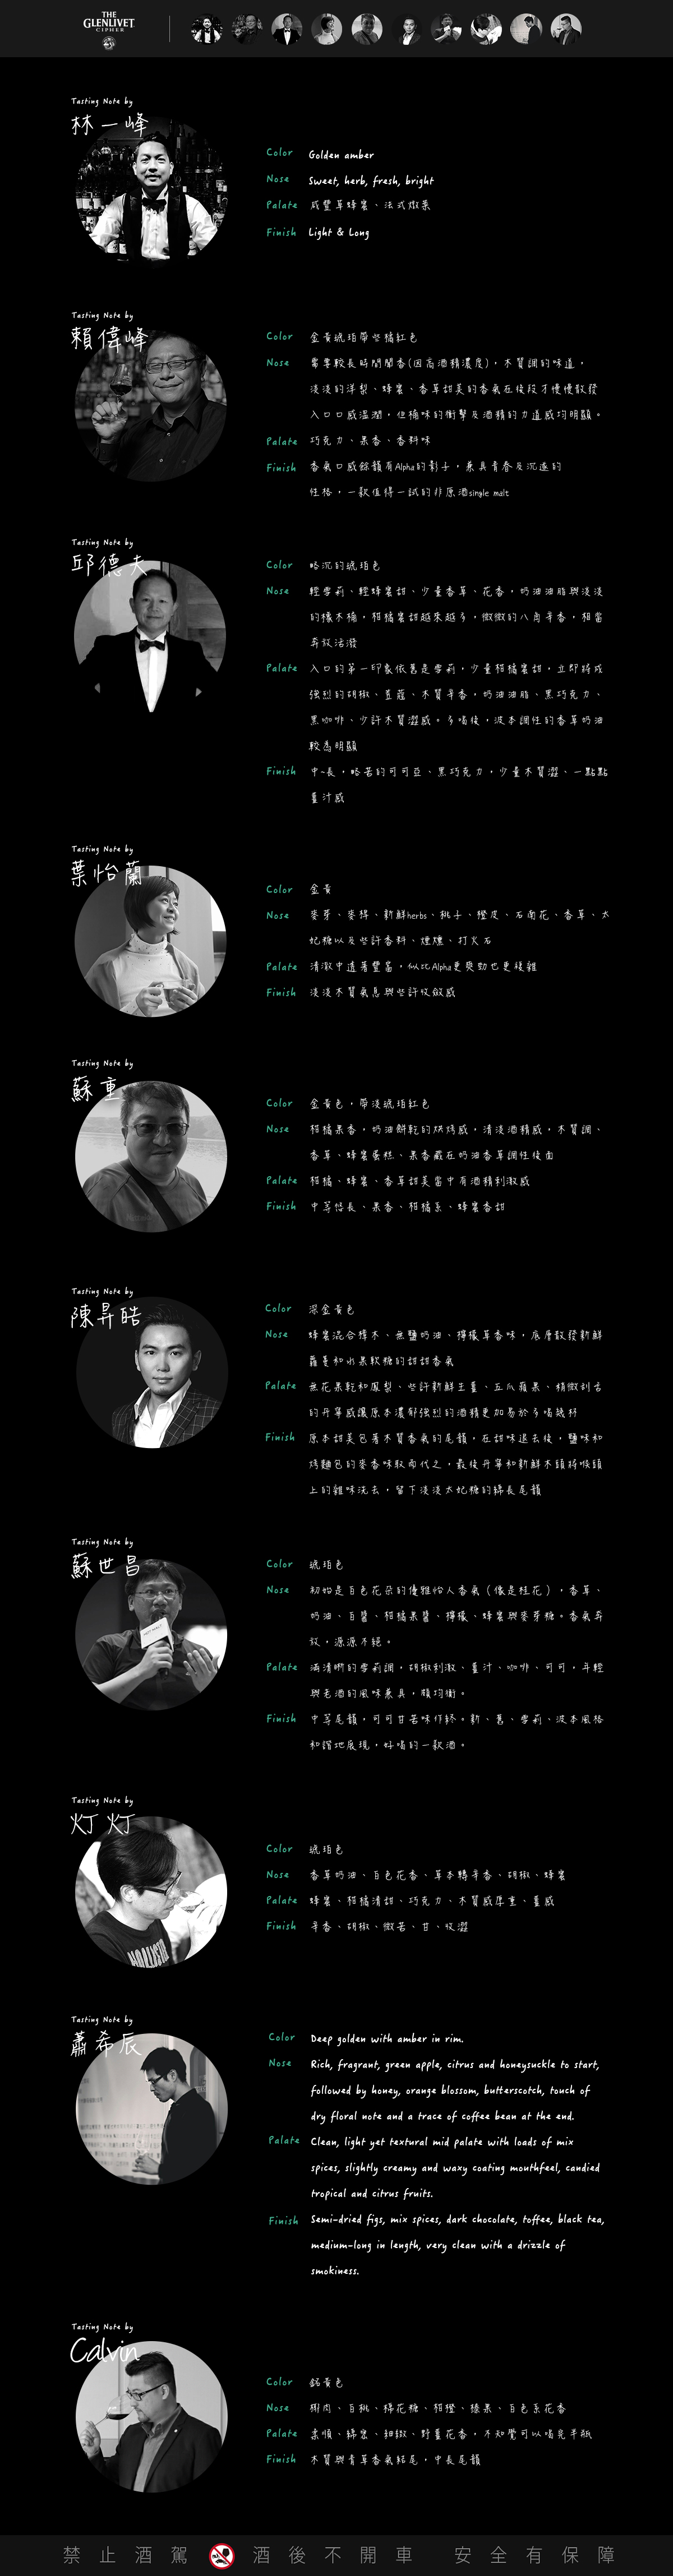 THE
GLENLIVET
CIPHER
Tasting Note by
林一峰
Color Golden amber
Nose Sweet, herb, fresh, bright
Palate 咸豐草蜂蜜、法式燉菓
Finish Light & Long
Tasting Note by
賴偉峰
Color 金黃琥珀帶些橘紅色
Nose 需要較長時間聞香(因高酒精濃度)，木質調的味道，
淡淡的洋梨、蜂蜜、香草甜美的香氣在後段才慢慢散發
入口口感溫潤，但桶味的衝擊及酒精的力道感均明顯。
Palate 巧克力、果香、香料味
Finish 香氣口感餘韻有Alpha的影子，兼具青春及沉逐的
性格，一款值得一試的非原酒single malt
Tasting Note by
邱德夫
Color 略沉的琥珀色
Nose 輕雪莉、輕蜂蜜甜、少量香草、花香，奶油油脂與淡淡
的橡木桶，柑橘蜜甜越來越多，微微的八角辛香，相當
奔放活潑
Palate 入口的第一印象依舊是雪莉，少量柑橘蜜甜，立即轉成
強烈的胡椒、荳蔻、木質辛香，奶油油脂、黑巧克力、
黑咖啡、少許木質澀感。多喝後，波本調性的香草奶油
較為明顯
Finish 中~長，略苦的可可亞、黑巧克力，少量木質澀、一點點
薑汁感
Tasting Note by
葉怡蘭
Color 金黃
Nose 麥芽、麥稈、新鮮herbs、桃子、橙皮、石南花、香草、太
妃糖以及些許香料、煙燻、打火石
Palate 清澈中透著豐富，似比Alpha更爽勁也更複雜
Finish 淡淡木質氣息與些許收斂感
Tasting Note by
蘇重
Color 金黃色，帶淺琥珀紅色
Nose 柑橘果香，奶油餅乾的烘烤感，清淡酒精感，木質調、
香草、蜂蜜蛋糕、果香藏在奶油香草調性後面
Palate 柑橘、蜂蜜、香草甜美當中有酒精刺激感
Finish 中等悠長、果香、柑橘系、蜂蜜香甜
Tasting Note by
陳昇皓
Color 深金黃色
Nose 蜂蜜混合樺木、無鹽奶油、檸檬草香味，底層散發新鮮
蘿蔓和水果軟糖的甜甜香氣
Palate 無花果乾和鳳梨、些許新鮮生薑、五爪蘋果、稍微刮舌
的丹寧感讓原本濃郁強烈的酒精更加易於多喝幾杯
Finish 原本甜美包著木質香氣的尾韻，在甜味退去後，鹽味和
烤麵包的麥香味取而代之，最後丹寧和新鮮木頭將喉頭
上的雜味洗去，留下淡淡太妃糖的綿長尾韻
Tasting Note by
蘇世昌
Color 琥珀色
Nose 初始是白色花朵的優雅怡人香氣（像是桂花），香草、
奶油、白醬、柑橘果醬、檸檬、蜂蜜與麥芽糖。香氣奔
放，源源不絕。
Palate 滿清晰的雪莉調，胡椒刺激、薑汁、咖啡、可可，年輕
與老酒的風味兼具，頗均衡。
Finish 中等尾韻，可可甘苦味作終。新、舊、雪莉、波本風格
和諧地展現，好喝的一款酒。
Tasting Note by
灯灯
Color 琥珀色
Nose 香草奶油、白色花香、草本轉辛香、胡椒、蜂蜜
Palate 蜂蜜、柑橘清甜、巧克力、木質感厚重、薑感
Finish 辛香、胡椒、微苦、甘、收澀
Tasting Note by
蕭希辰
Color Deep golden with amber in rim.
Nose Rich, fragrant, green apple, citrus and honeysuckle to start,
followed by honey, orange blossom, butterscotch, touch of
dry floral note and a trace of coffee bean at the end.
Palate Clean, light yet textural mid palate with loads of mix
spices, slightly creamy and waxy coating mouthfeel, candied
tropical and citrus fruits.
Finish Semi-dried figs, mix spices, dark chocolate, toffee, black tea,
medium-long in length, very clean with a drizzle of
smokiness.
Tasting Note by
Calvin
Color 鋁黃色
Nose 榭肉、白桃、棉花糖、柑橙、榛果、白色系花香
Palate 柔順、綿密、細緻、野薑花香，不知覺可以喝完半瓶
Finish 木質與青草香氣結尾，中長尾韻
禁止酒駕 酒後不開車 安全有保障